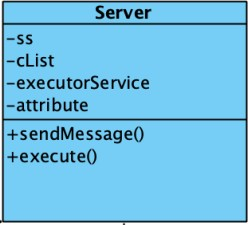 Server
-ss
-cList
-executorService
-attribute
+sendMessage()
+execute()